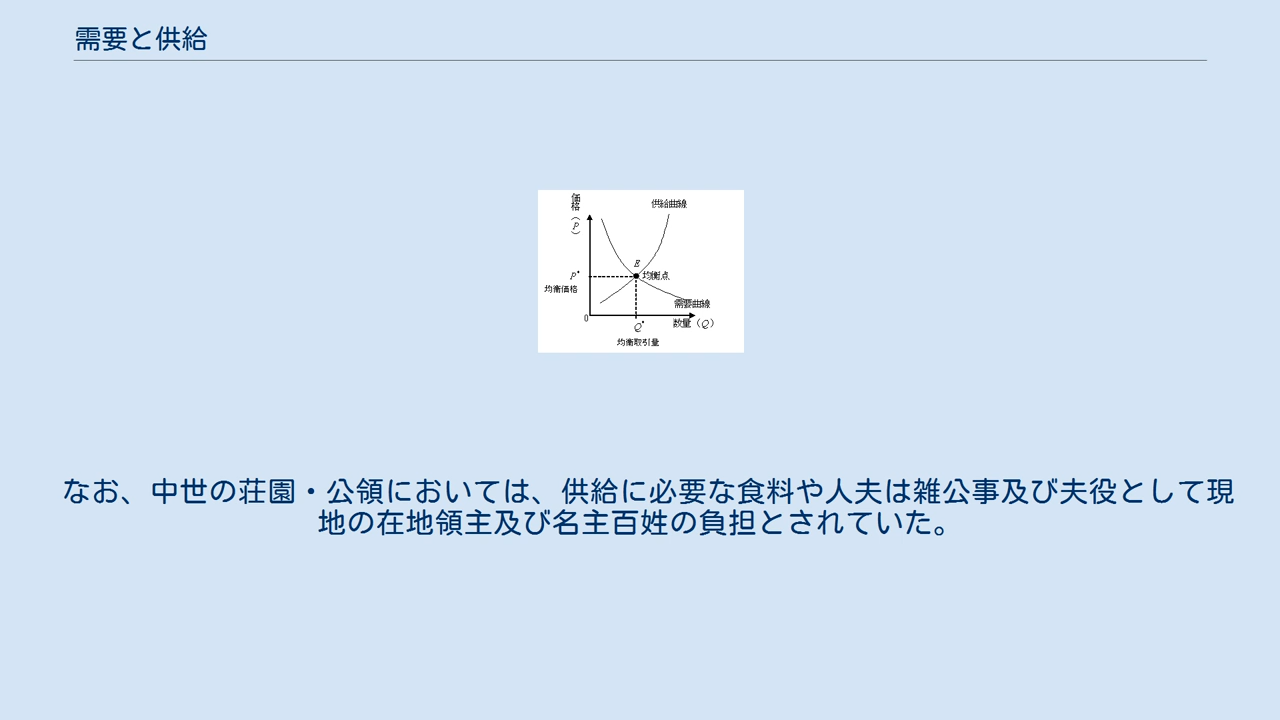 需要と供給
価格(P)
供給曲線
E
P*
均衡点
均衡価格
需要曲線
0
Q*
数量(Q)
均衡取引量
なお、中世の荘園・公領においては、供給に必要な食料や人夫は雑公事及び夫役として現
地の在地領主及び名主百姓の負担とされていた。